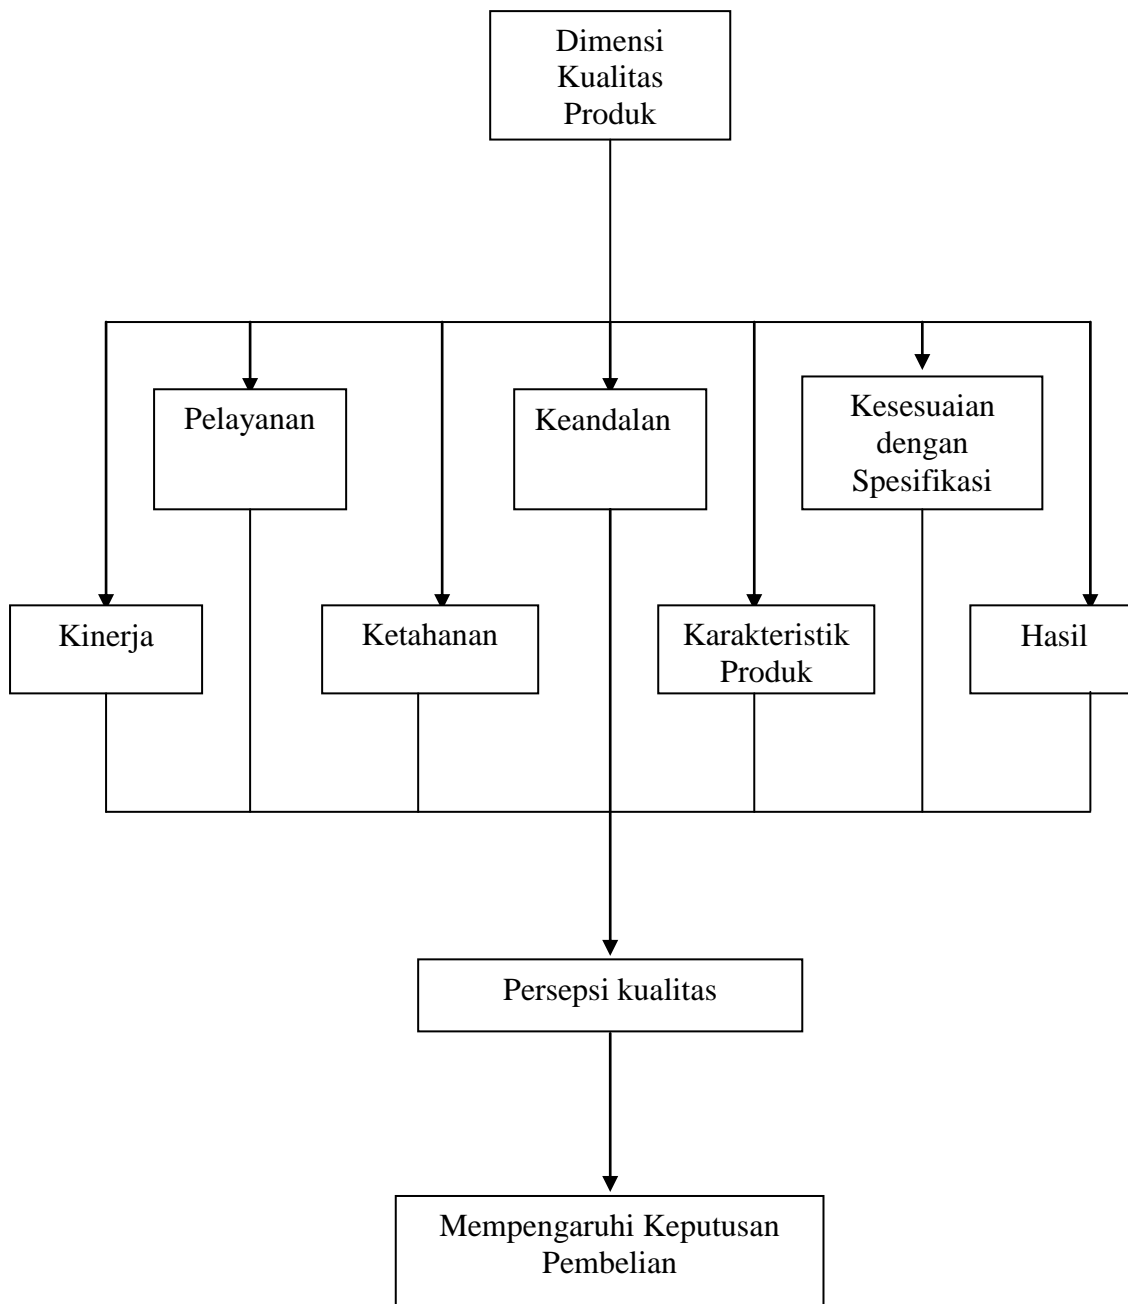 Dimensi
Kualitas
Produk
Pelayanan
Keandalan
Kesesuaian
dengan
Spesifikasi
Kinerja
Ketahanan
Karakteristik
Produk
Hasil
Persepsi kualitas
Mempengaruhi Keputusan
Pembelian